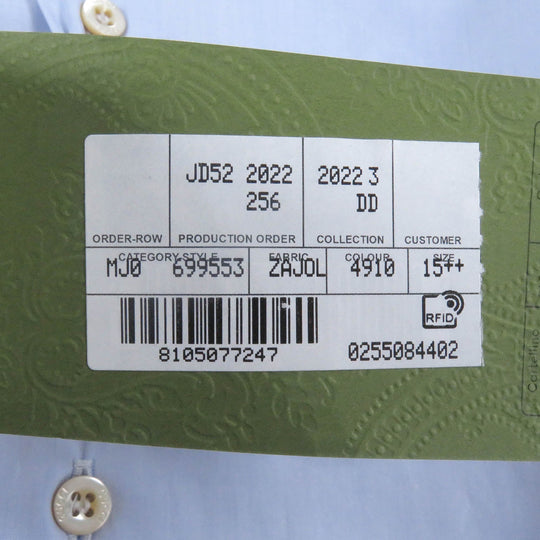 JD52 2022 2022 3
256 DD
ORDER-ROW PRODUCTION ORDER COLLECTION CUSTOMER
CATEGORY STYLE FABRIC COLOUR SIZE
MJ0 699553 ZAJOL 4910 15++
RFID
8105077247 0255084402
Cartellino